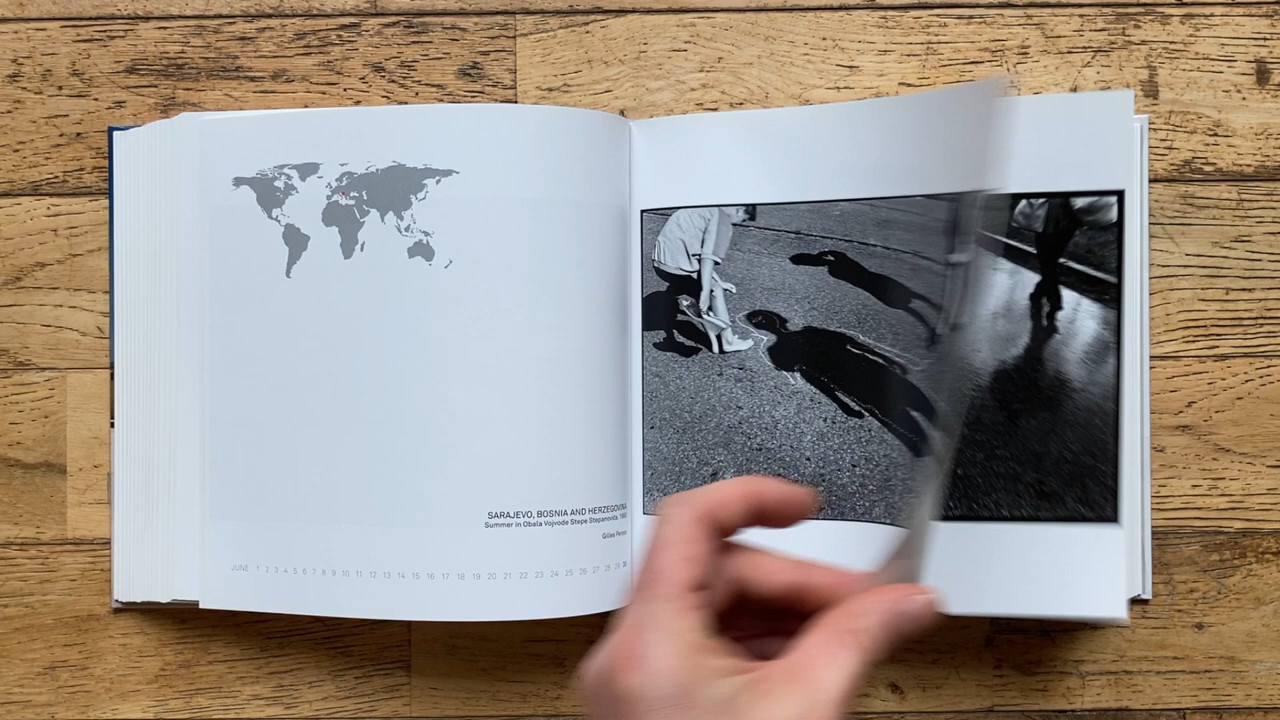 SARAJEVO, BOSNIA AND HERZEGOVINA
Summer in Obala Vojvode Stepe Stepanovića,
Gilles
JUNE 1 2 3 4 5 6 7 8 9 10 11 12 13 14 15 16 17 18 19 20 21 22 23 24 25 26 27 28 29 30